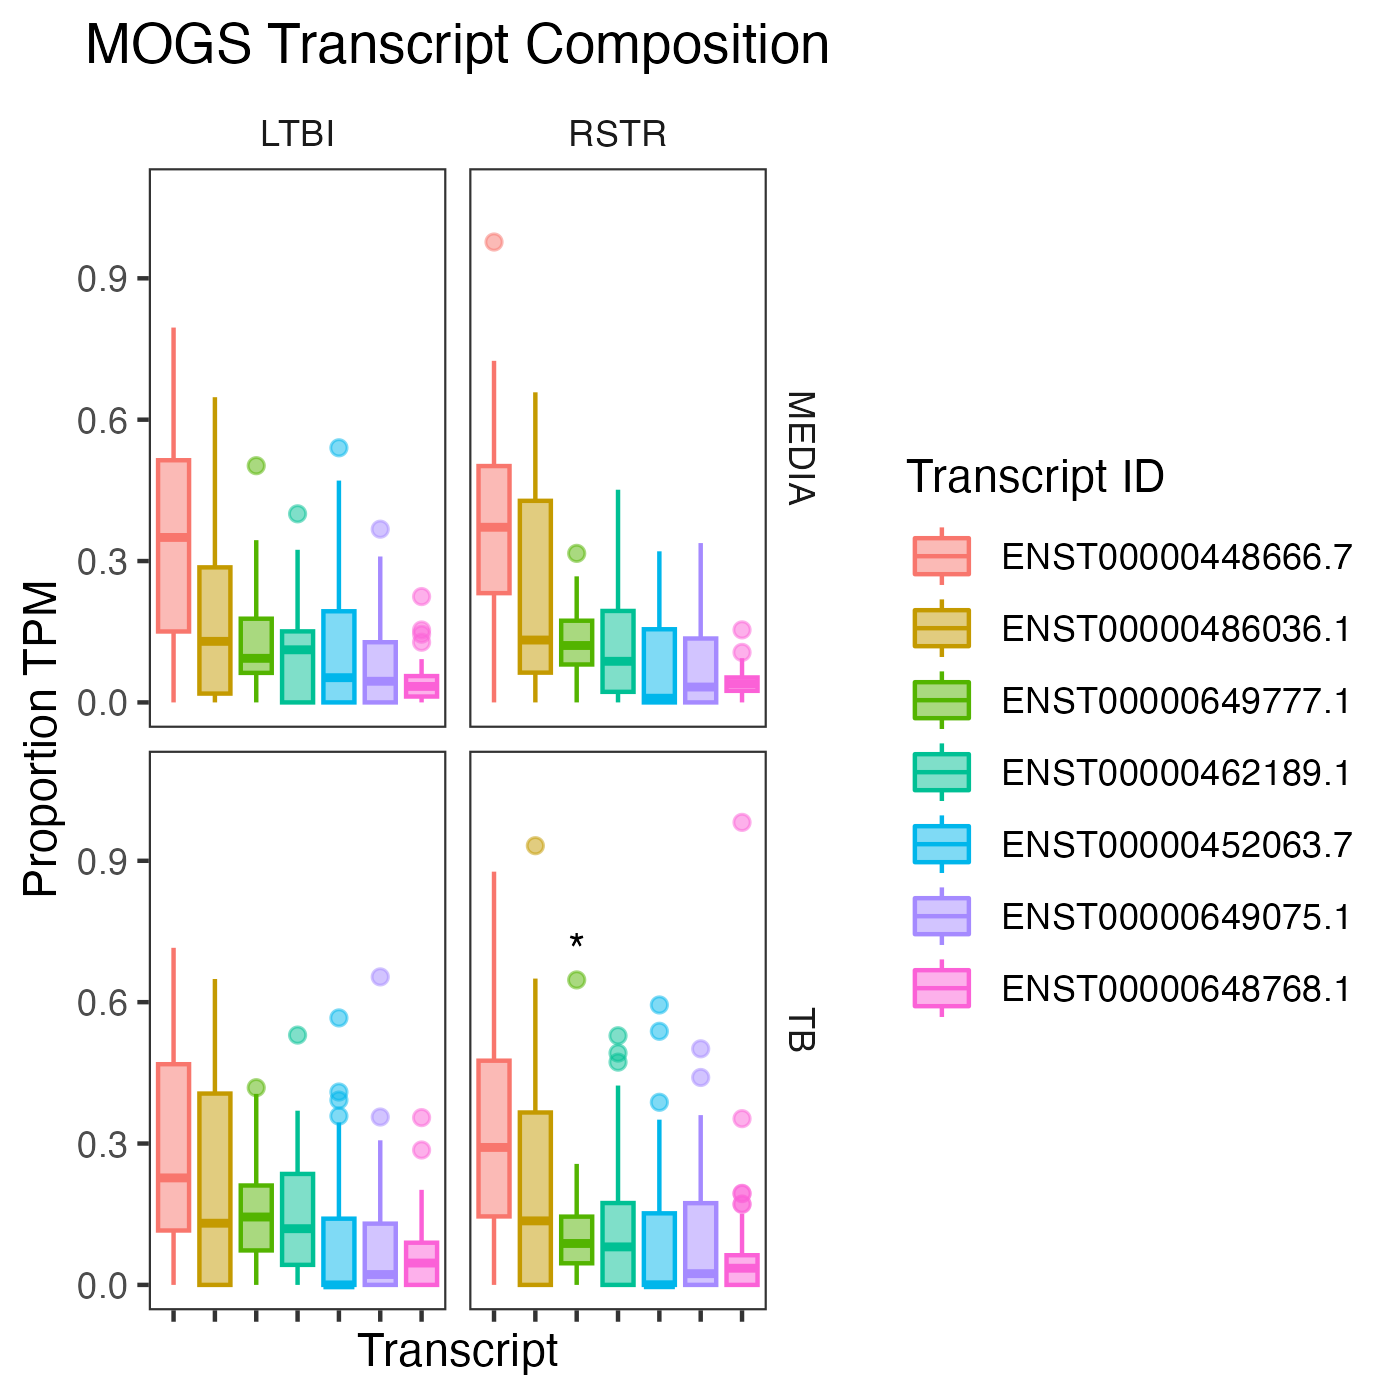 MOGS Transcript Composition
LTBI
RSTR
0.9
0.6
0.3
0.0
MEDIA
0.9
0.6
0.3
0.0
*
TB
Proportion TPM
Transcript
Transcript ID
ENST00000448666.7
ENST00000486036.1
ENST00000649777.1
ENST00000462189.1
ENST00000452063.7
ENST00000649075.1
ENST00000648768.1